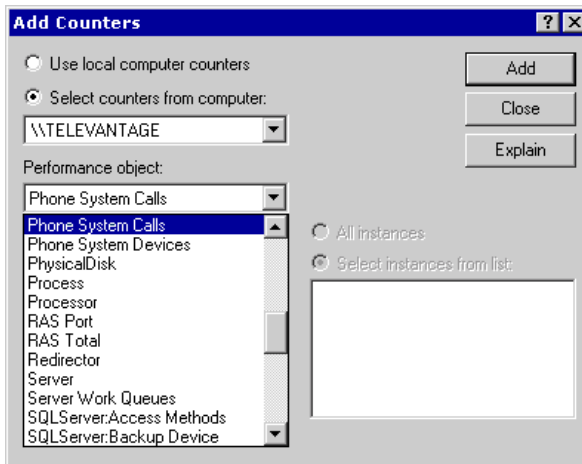 Add Counters
Use local computer counters
Select counters from computer:
\\TELEVANTAGE
Performance object:
Phone System Calls
Phone System Calls
Phone System Devices
PhysicalDisk
Process
Processor
RAS Port
RAS Total
Redirector
Server
Server Work Queues
SQLServer:Access Methods
SQLServer:Backup Device
Add
Close
Explain
All instances
Select instances from list: